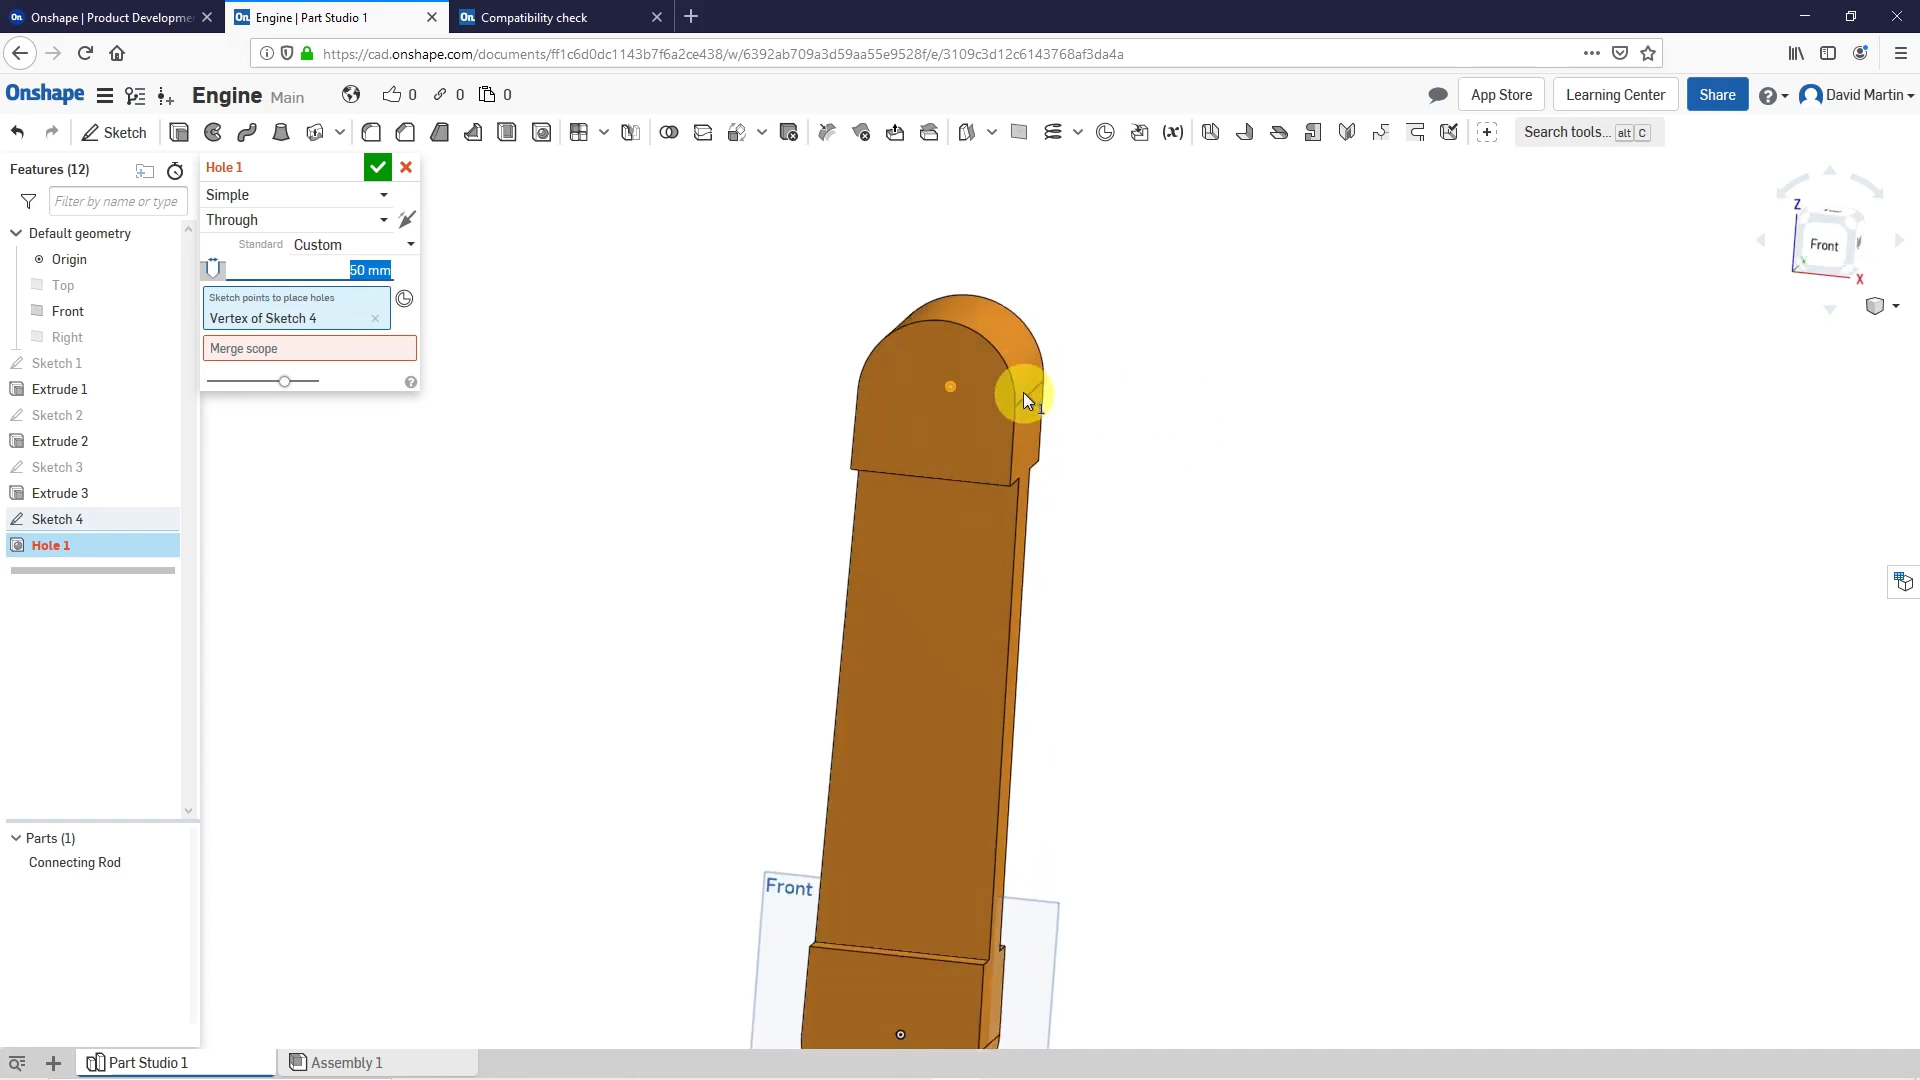 Onshape | Product Developme
Engine | Part Studio 1
Compatibility check
https://cad.onshape.com/documents/ff1c6d0dc1143b7f6a2ce438/w/6392ab709a3d59aa55e9528f/e/3109c3d12c6143768af3da4a
Onshape
Engine Main
0
0
0
App Store
Learning Center
Share
David Martin
Sketch
(x)
Search tools... alt C
Features (12)
Filter by name or type
Default geometry
Origin
Top
Front
Right
Sketch 1
Extrude 1
Sketch 2
Extrude 2
Sketch 3
Extrude 3
Sketch 4
Hole 1
Hole 1
Simple
Through
Standard Custom
50 mm
Sketch points to place holes
Vertex of Sketch 4
Merge scope
1
Front
Z
Front
X
Parts (1)
Connecting Rod
Part Studio 1
Assembly 1